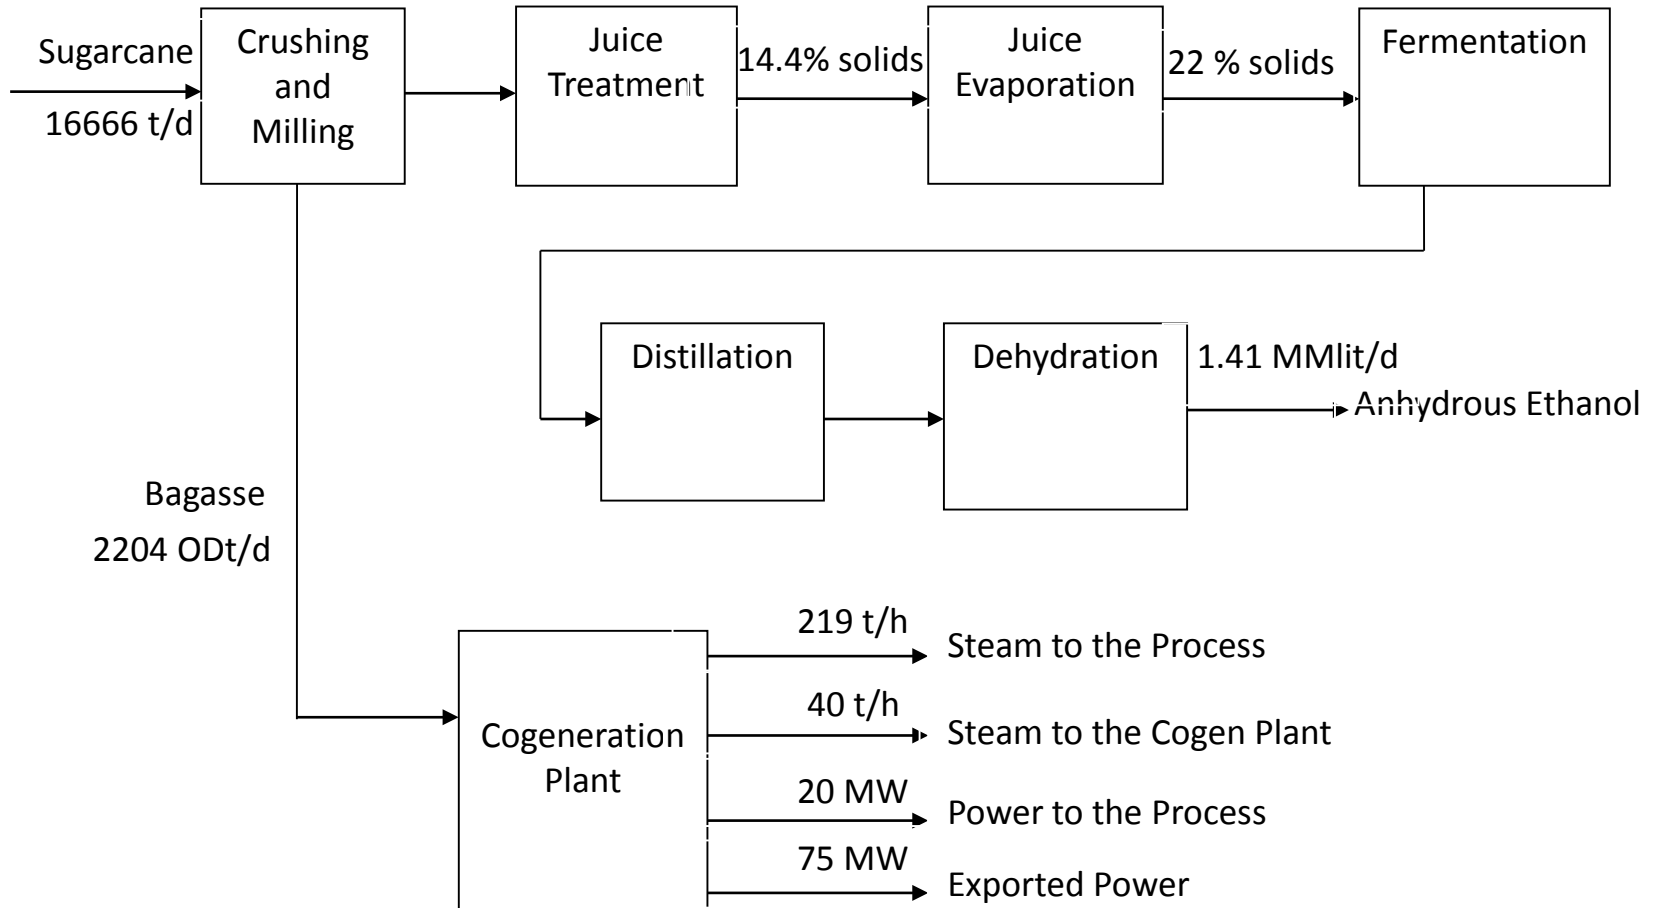 Sugarcane
16666 t/d
Crushing
and
Milling
Juice
Treatment
14.4% solids
Juice
Evaporation
22 % solids
Fermentation
Distillation
Dehydration
1.41 MMlit/d
Anhydrous Ethanol
Bagasse
2204 ODt/d
Cogeneration
Plant
219 t/h
Steam to the Process
40 t/h
Steam to the Cogen Plant
20 MW
Power to the Process
75 MW
Exported Power